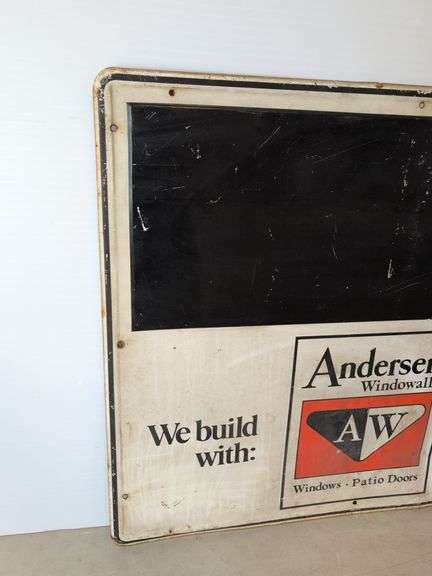 Andersen
Windowall
We build
with:
AW
Windows · Patio Doors